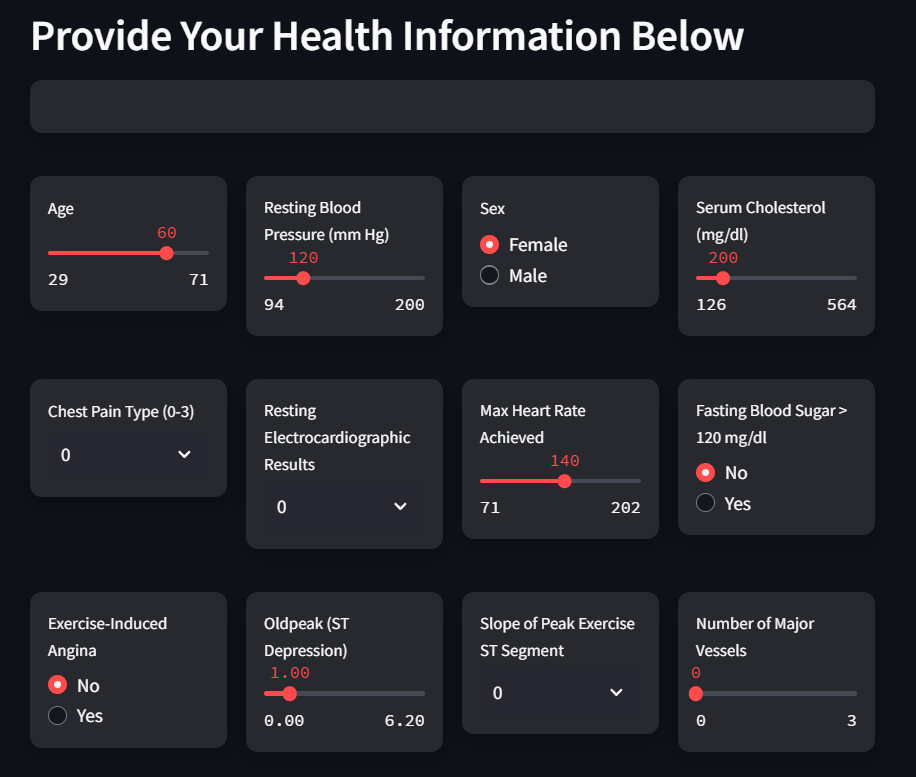 Provide Your Health Information Below
Age
60
29 71
Resting Blood
Pressure (mm Hg)
120
94 200
Sex
Female
Male
Serum Cholesterol
(mg/dl)
200
126 564
Chest Pain Type (0-3)
0
Resting
Electrocardiographic
Results
0
Max Heart Rate
Achieved
140
71 202
Fasting Blood Sugar >
120 mg/dl
No
Yes
Exercise-Induced
Angina
No
Yes
Oldpeak (ST
Depression)
1.00
0.00 6.20
Slope of Peak Exercise
ST Segment
0
Number of Major
Vessels
0
0 3